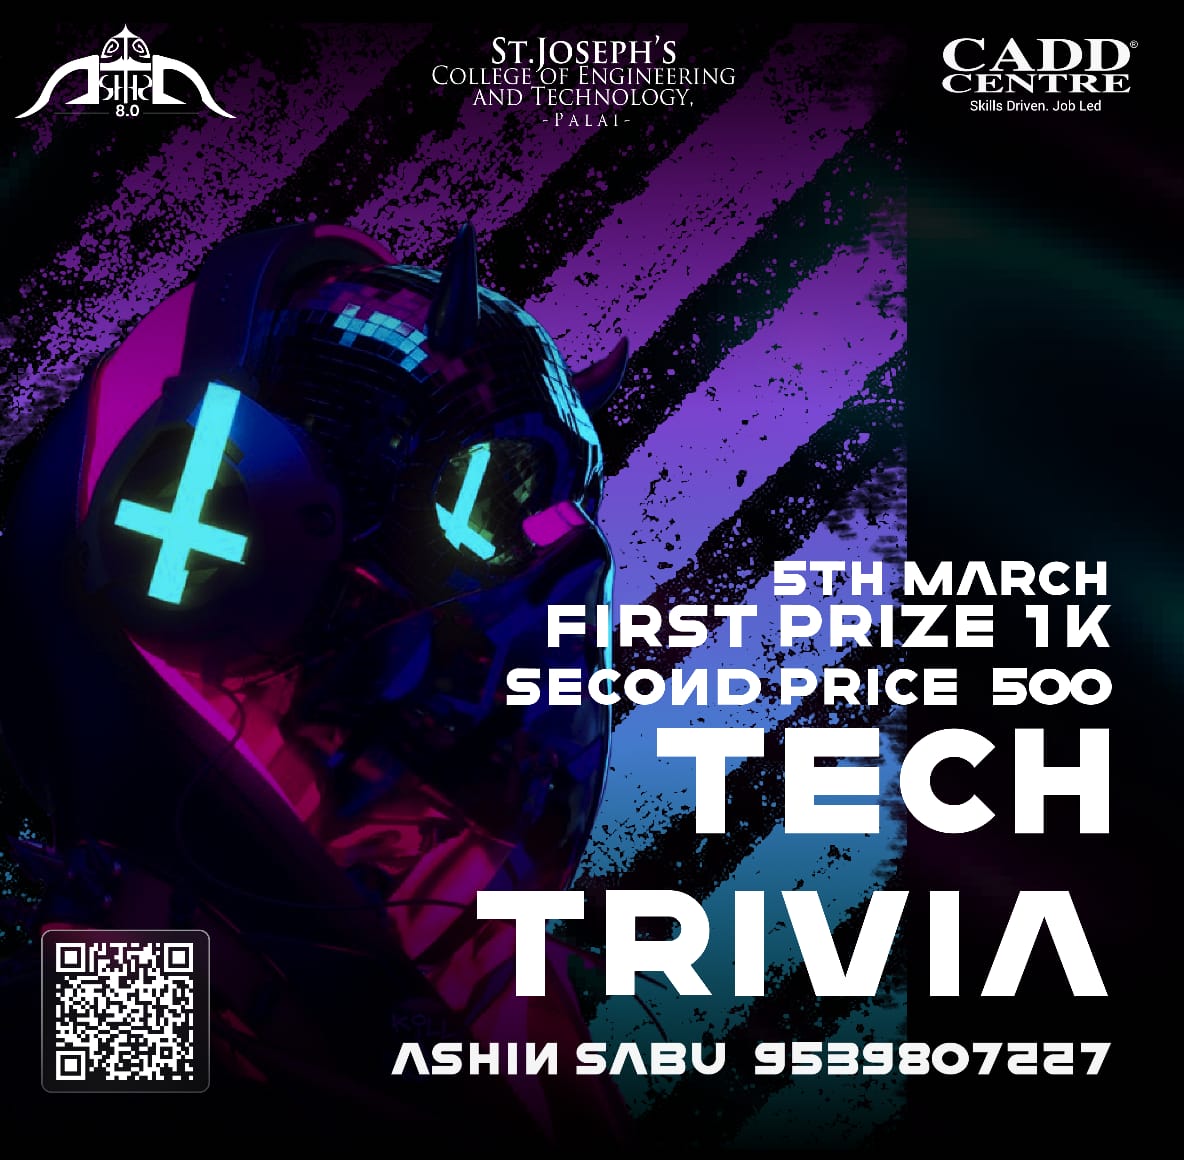 ASTHRA
8.0
ST.JOSEPH'S
COLLEGE OF ENGINEERING
AND TECHNOLOGY,
-PALAI-
CADD®
CENTRE
Skills Driven. Job Led
5TH MARCH
FIRST PRIZE 1K
SECOND PRICE 500
TECH
TRIVIA
ASHIN SABU 9539807227